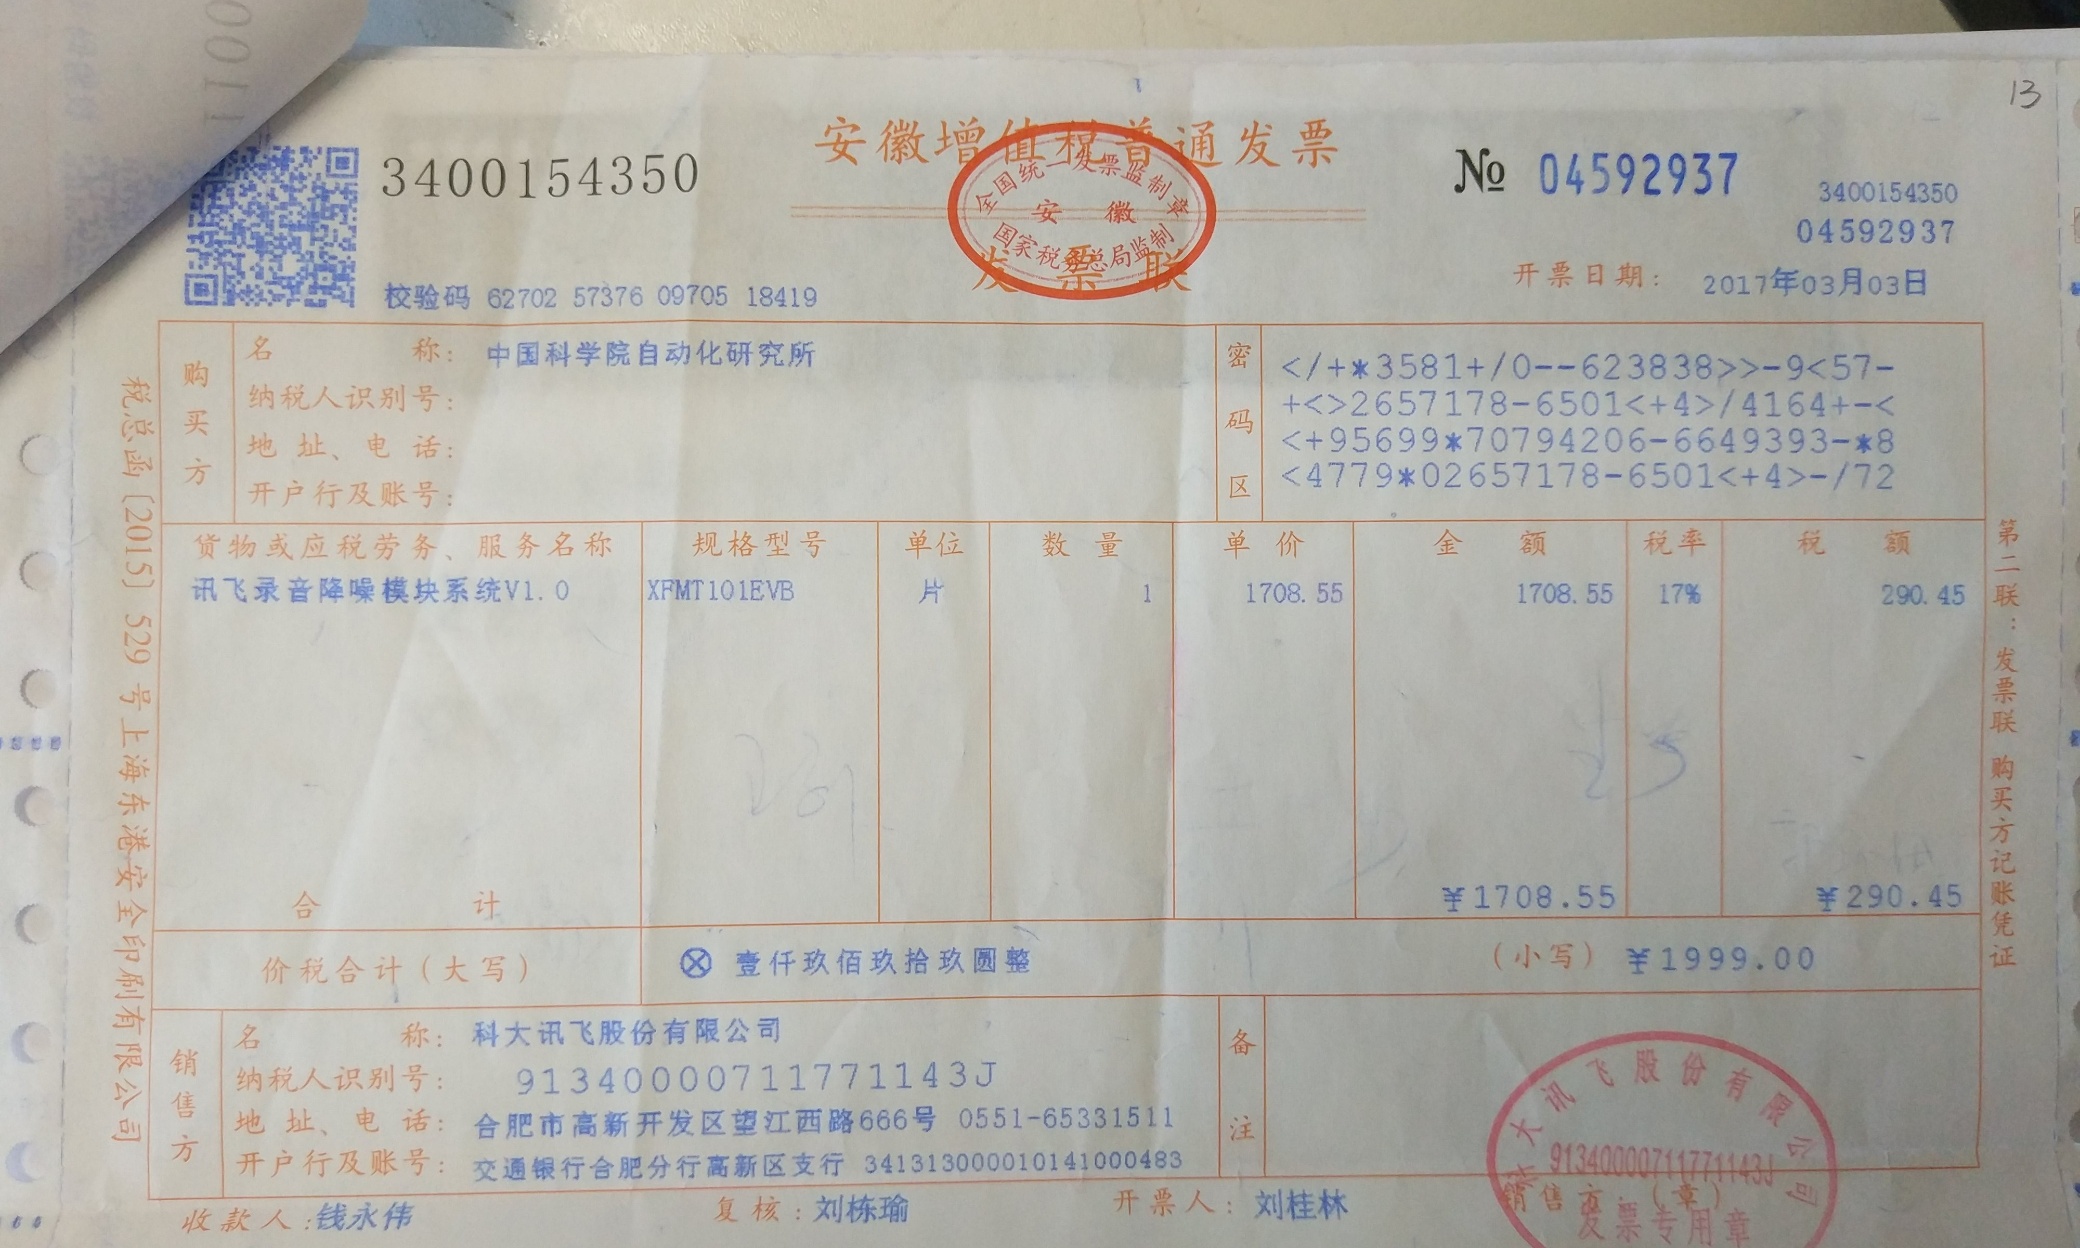 13
安徽增值税普通发票
3400154350
№ 04592937
3400154350
04592937
全国统一发票监制章
安 徽
国家税务总局监制
发票联
校验码 62702 57376 09705 18419
开票日期: 2017年03月03日
购买方
名 称: 中国科学院自动化研究所
纳税人识别号:
地 址、电 话:
开户行及账号:
密码区
</+*3581+/0--623838>>-9<57-
+<>2657178-6501<+4>/4164+-<
<+95699*70794206-6649393-*8
<4779*02657178-6501<+4>-/72
货物或应税劳务、服务名称 规格型号 单位 数 量 单 价 金 额 税率 税 额
讯飞录音降噪模块系统V1.0 XFMT101EVB 片 1 1708.55 1708.55 17% 290.45
合 计 ¥1708.55 ¥290.45
价税合计(大写) ⊗ 壹仟玖佰玖拾玖圆整 (小写) ¥1999.00
销售方
名 称: 科大讯飞股份有限公司
纳税人识别号: 91340000711771143J
地 址、电 话: 合肥市高新开发区望江西路666号 0551-65331511
开户行及账号: 交通银行合肥分行高新区支行 341313000010141000483
备注
收款人: 钱永伟 复核: 刘栋瑜 开票人: 刘桂林 销售方:(章)
科大讯飞股份有限公司
91340000711771143J
发票专用章
税总函〔2015〕529号上海东港安全印刷有限公司
第二联:发票联 购买方记账凭证